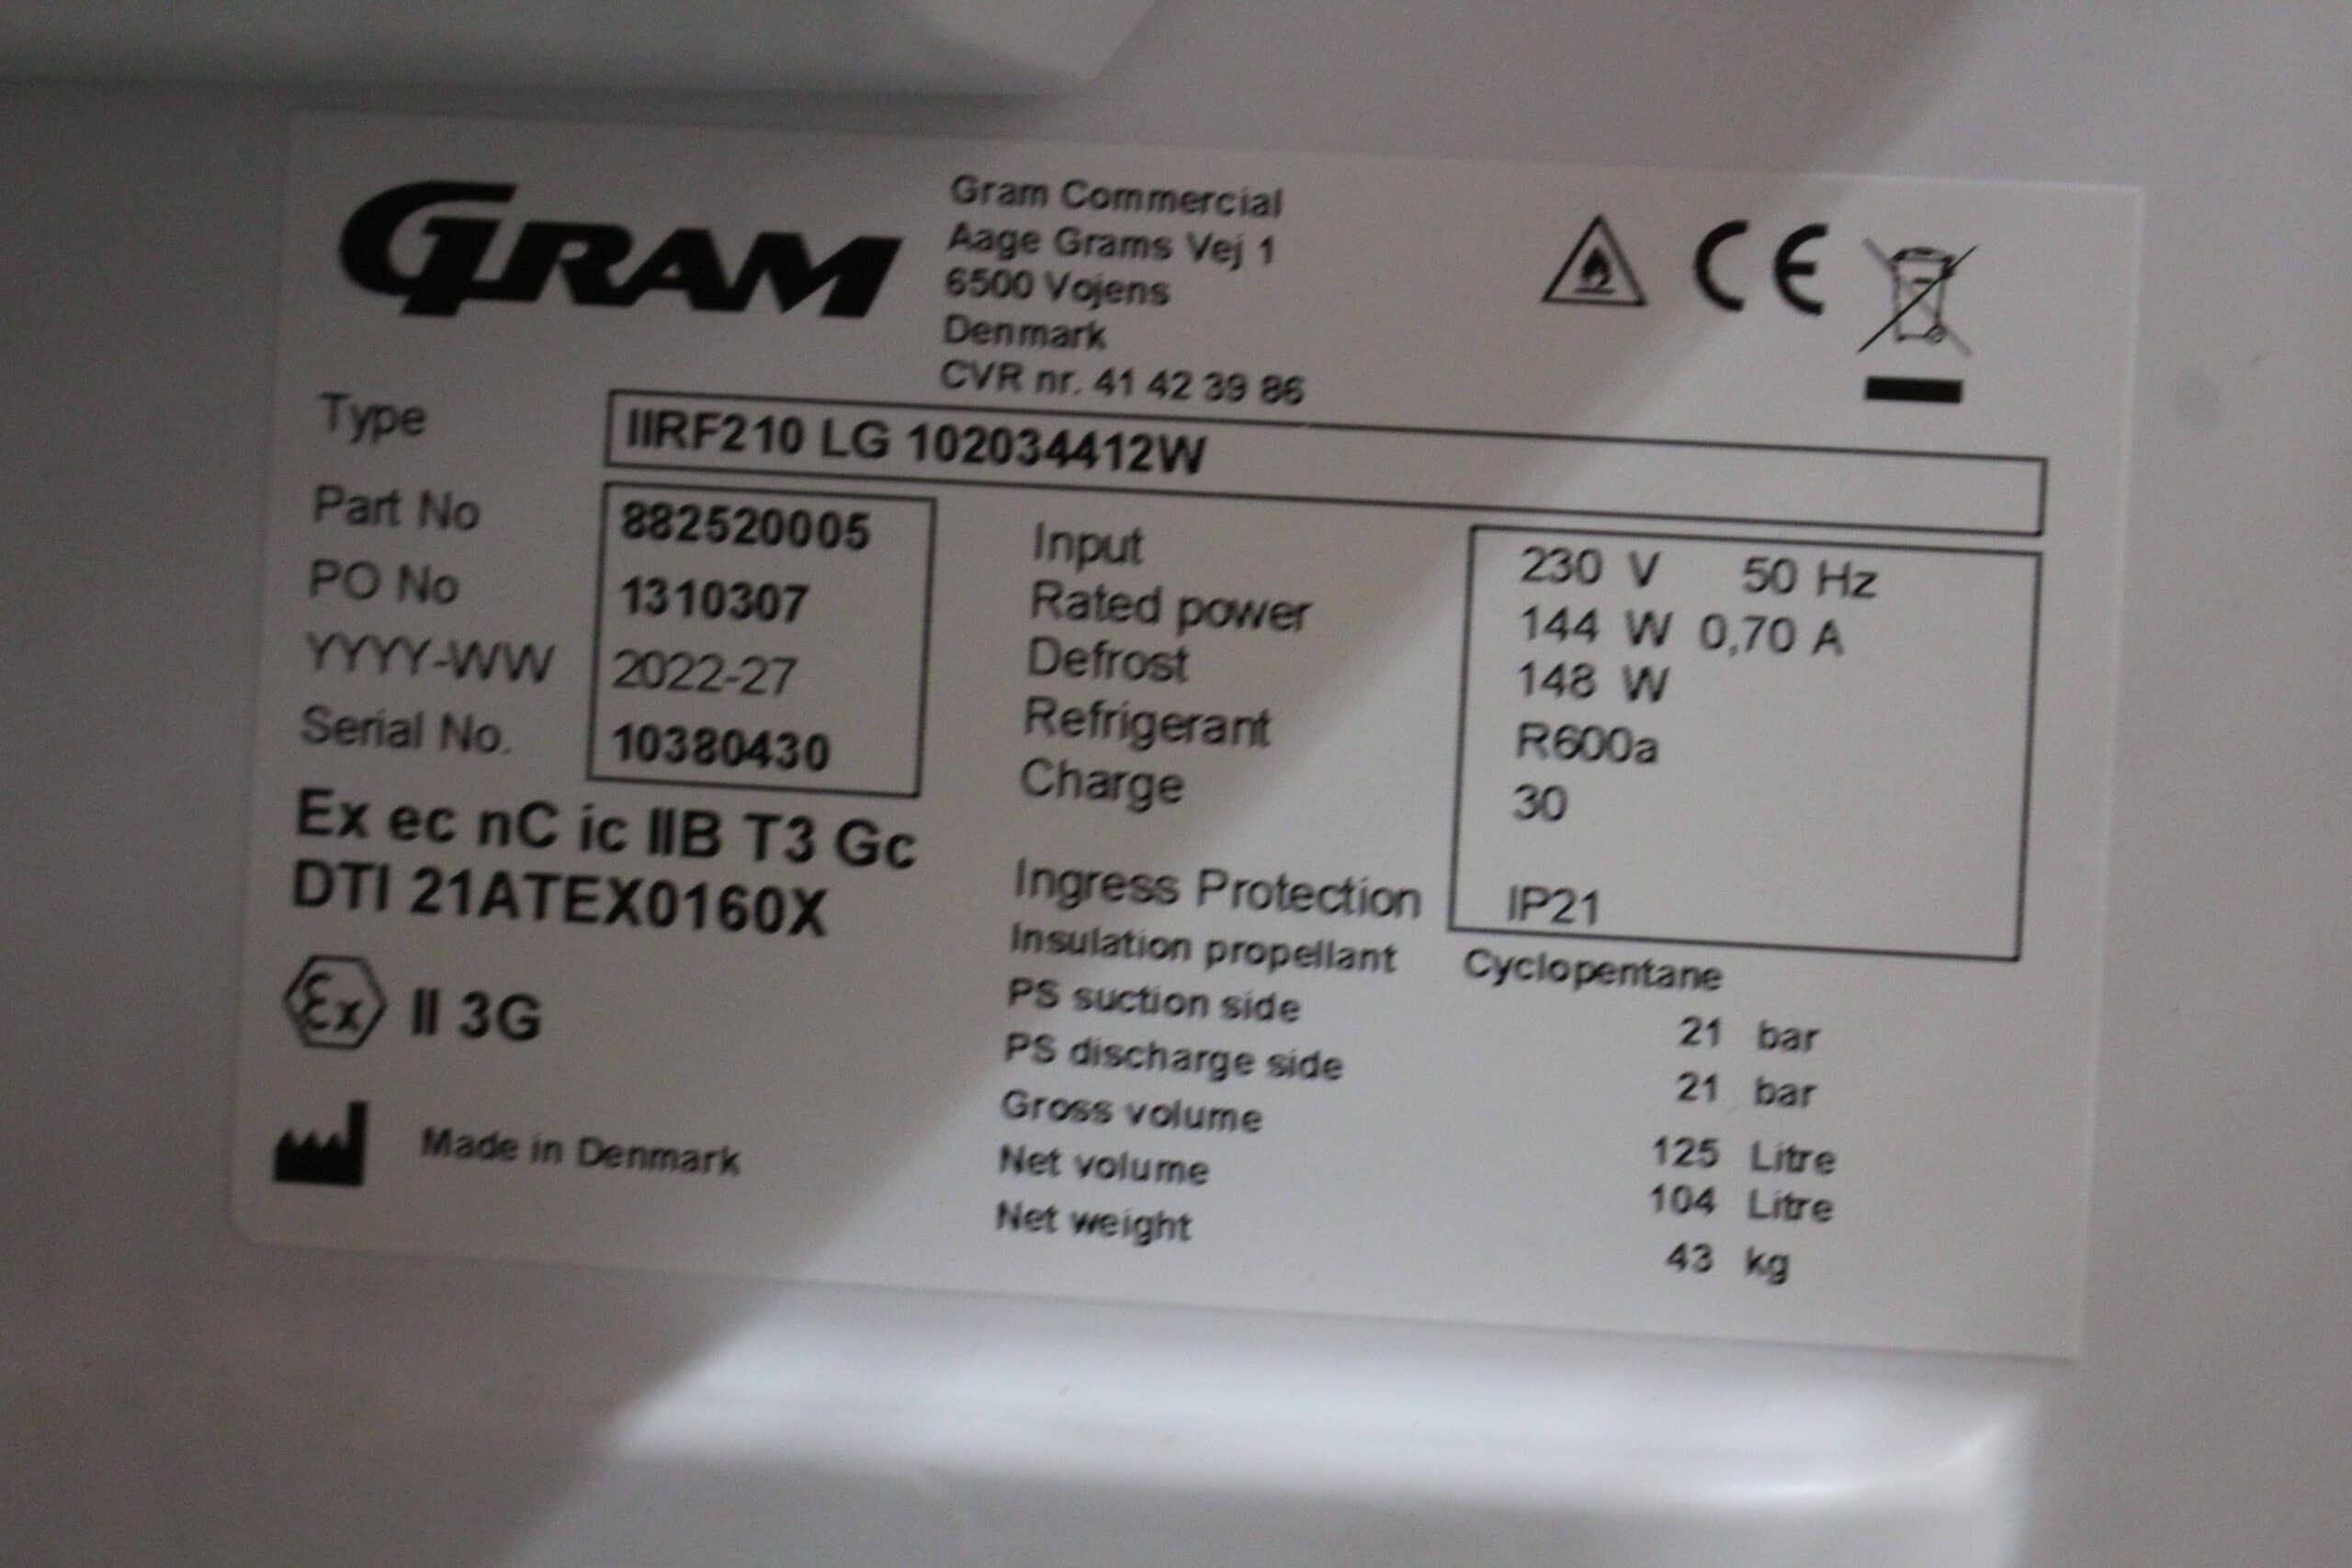 GRAM
Gram Commercial
Aage Grams Vej 1
6500 Vojens
Denmark
CVR nr. 41 42 39 86
CE
Type IIRF210 LG 102034412W
Part No 882520005
PO No 1310307
YYYY-WW 2022-27
Serial No. 10380430
Ex ec nC ic IIB T3 Gc
DTI 21ATEX0160X
Ex II 3G
Made in Denmark
Input 230 V 50 Hz
Rated power 144 W 0,70 A
Defrost 148 W
Refrigerant R600a
Charge 30
Ingress Protection IP21
Insulation propellant Cyclopentane
PS suction side 21 bar
PS discharge side 21 bar
Gross volume 125 Litre
Net volume 104 Litre
Net weight 43 kg